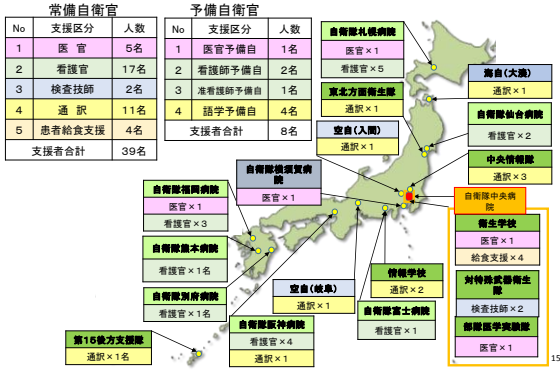 常備自衛官
No 支援区分 人数
1 医 官 5名
2 看護官 17名
3 検査技師 2名
4 通 訳 11名
5 患者給食支援 4名
支援者合計 39名
予備自衛官
No 支援区分 人数
1 医官予備自 1名
2 看護師予備自 2名
3 准看護師予備自 1名
4 語学予備自 4名
支援者合計 8名
自衛隊札幌病院
医官×1
看護官×5
海自(大湊)
通訳×1
東北方面衛生隊
通訳×1
自衛隊仙台病院
看護官×2
空自(入間)
通訳×1
中央情報隊
通訳×3
自衛隊横須賀病
院
医官×1
自衛隊中央病
院
自衛隊福岡病院
医官×1
看護官×3
衛生学校
医官×1
給食支援×4
自衛隊熊本病院
看護官×1名
対特殊武器衛生
隊
検査技師×2
情報学校
通訳×2
空自(岐阜)
通訳×1
自衛隊別府病院
看護官×1名
自衛隊富士病院
看護官×1
自衛隊阪神病院
看護官×4
通訳×1
部隊医学実験隊
医官×1
第15後方支援隊
通訳×1名
15